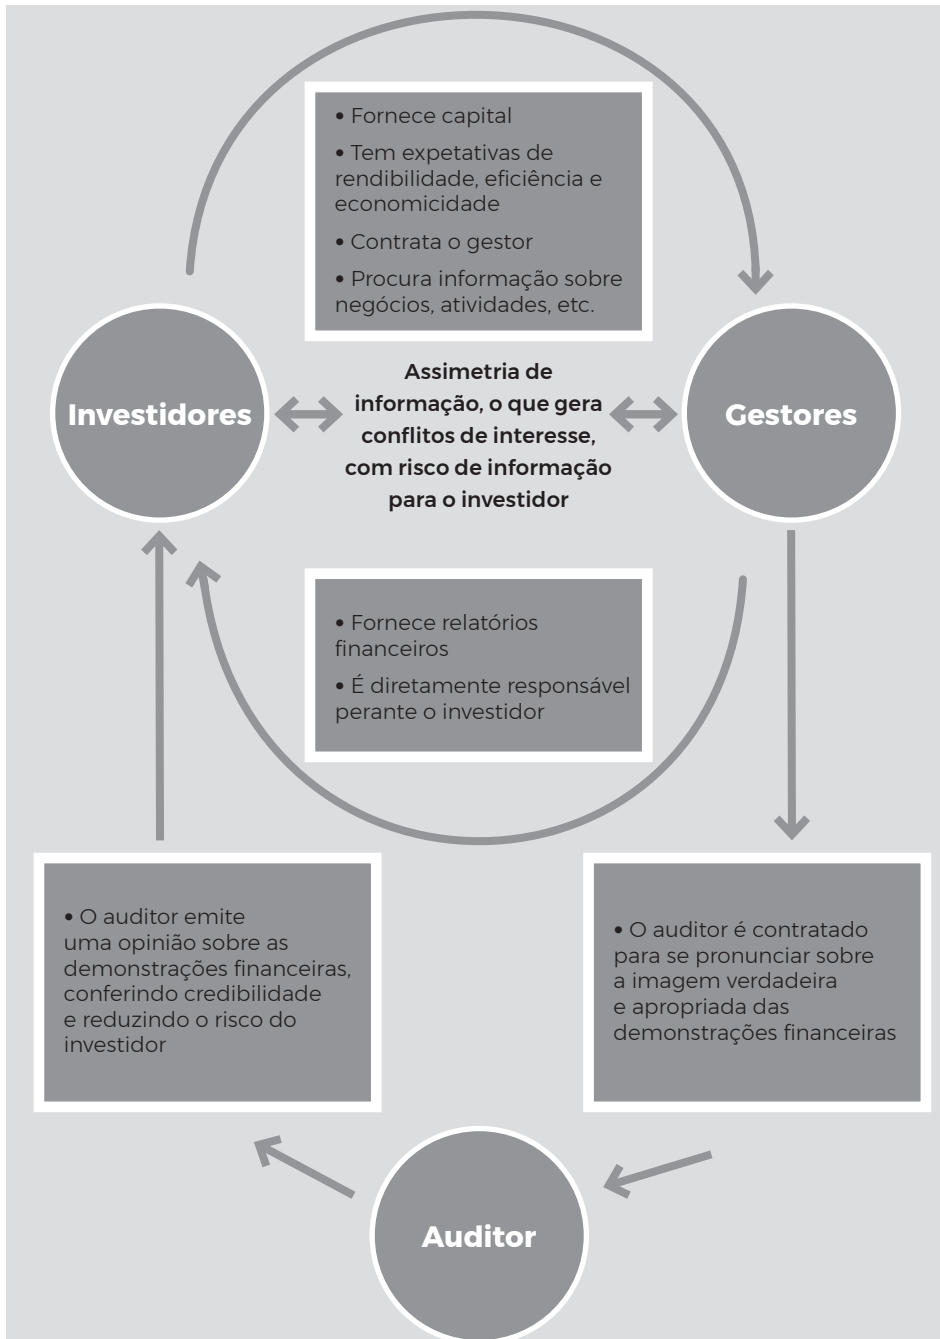 • Fornece capital
• Tem expetativas de
rendibilidade, eficiência e
economicidade
• Contrata o gestor
• Procura informação sobre
negócios, atividades, etc.
Investidores
Assimetria de
informação, o que gera
conflitos de interesse,
com risco de informação
para o investidor
Gestores
• Fornece relatórios
financeiros
• É diretamente responsável
perante o investidor
• O auditor emite
uma opinião sobre as
demonstrações financeiras,
conferindo credibilidade
e reduzindo o risco do
investidor
• O auditor é contratado
para se pronunciar sobre
a imagem verdadeira
e apropriada das
demonstrações financeiras
Auditor